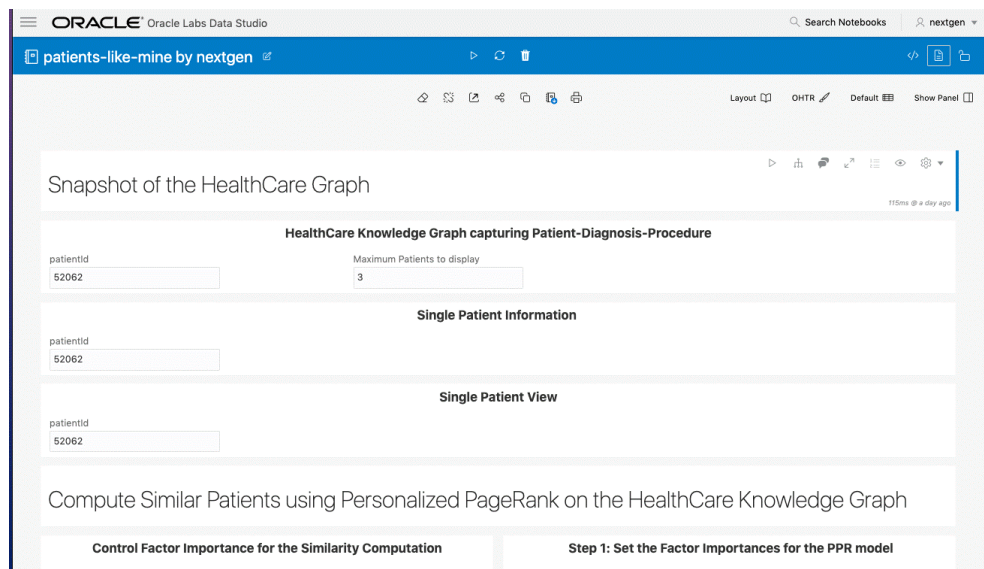 ORACLE® Oracle Labs Data Studio Search Notebooks nextgen
patients-like-mine by nextgen
Layout OHTR Default Show Panel
Snapshot of the HealthCare Graph
115ms @ a day ago
HealthCare Knowledge Graph capturing Patient-Diagnosis-Procedure
patientId Maximum Patients to display
52062 3
Single Patient Information
patientId
52062
Single Patient View
patientId
52062
Compute Similar Patients using Personalized PageRank on the HealthCare Knowledge Graph
Control Factor Importance for the Similarity Computation Step 1: Set the Factor Importances for the PPR model